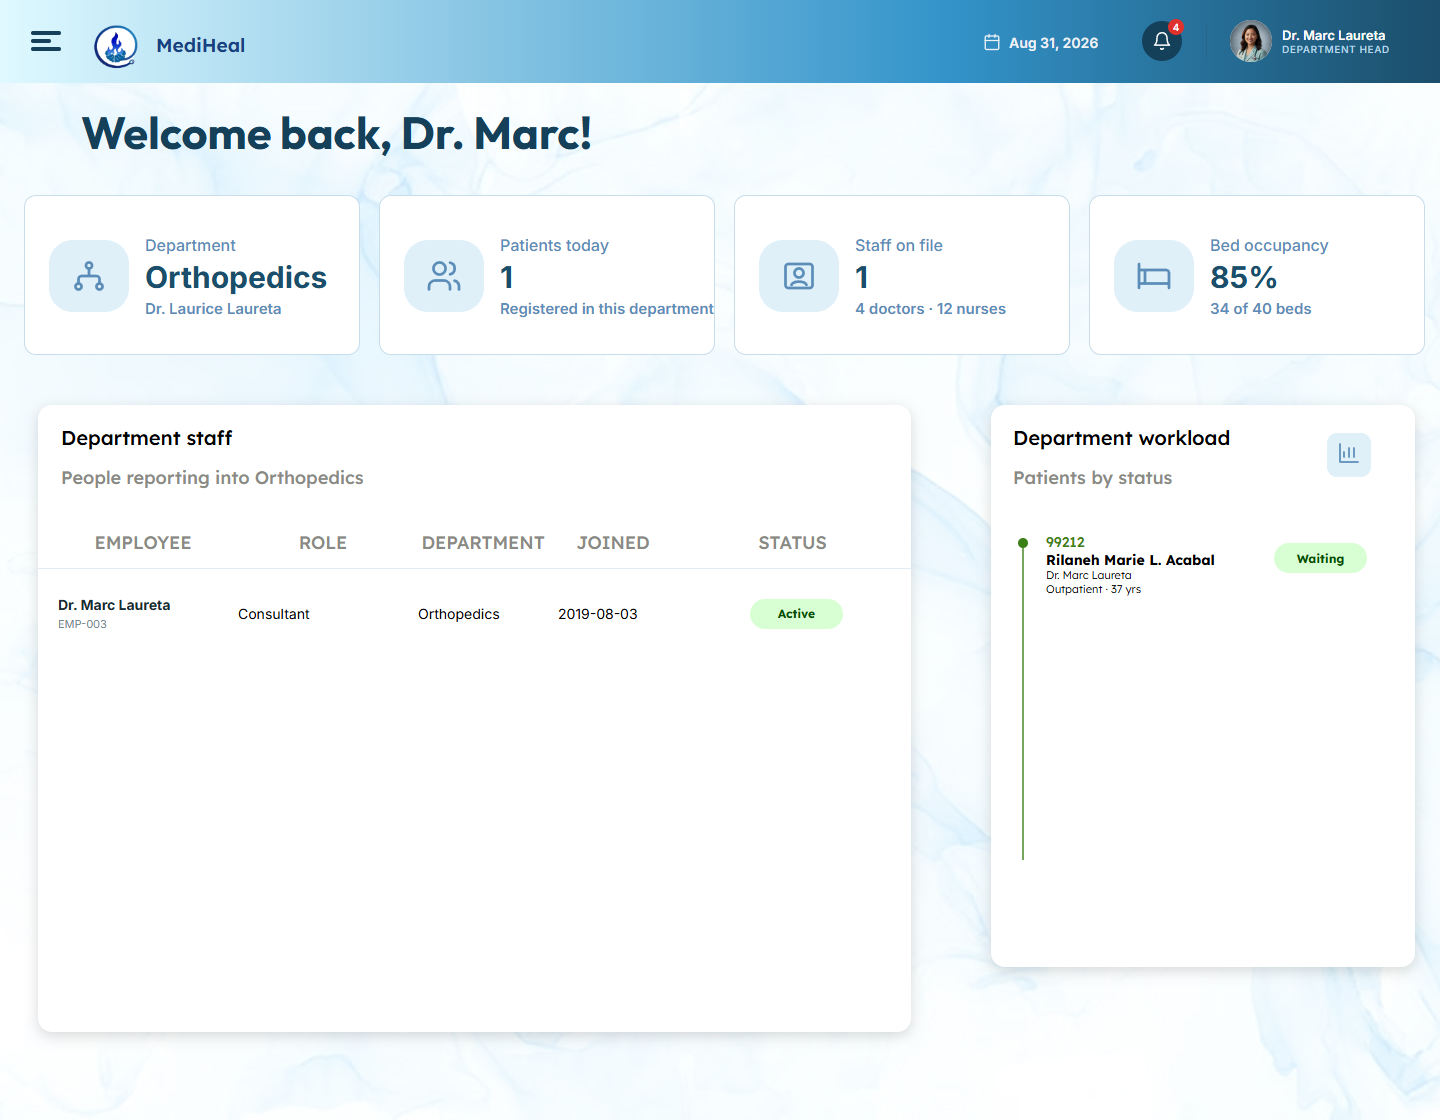 MediHeal
Aug 31, 2026
4
Dr. Marc Laureta
DEPARTMENT HEAD
Welcome back, Dr. Marc!
Department
Orthopedics
Dr. Laurice Laureta
Patients today
1
Registered in this department
Staff on file
1
4 doctors · 12 nurses
Bed occupancy
85%
34 of 40 beds
Department staff
People reporting into Orthopedics
EMPLOYEE ROLE DEPARTMENT JOINED STATUS
Dr. Marc Laureta
EMP-003
Consultant
Orthopedics
2019-08-03
Active
Department workload
Patients by status
99212
Rilaneh Marie L. Acabal
Dr. Marc Laureta
Outpatient · 37 yrs
Waiting